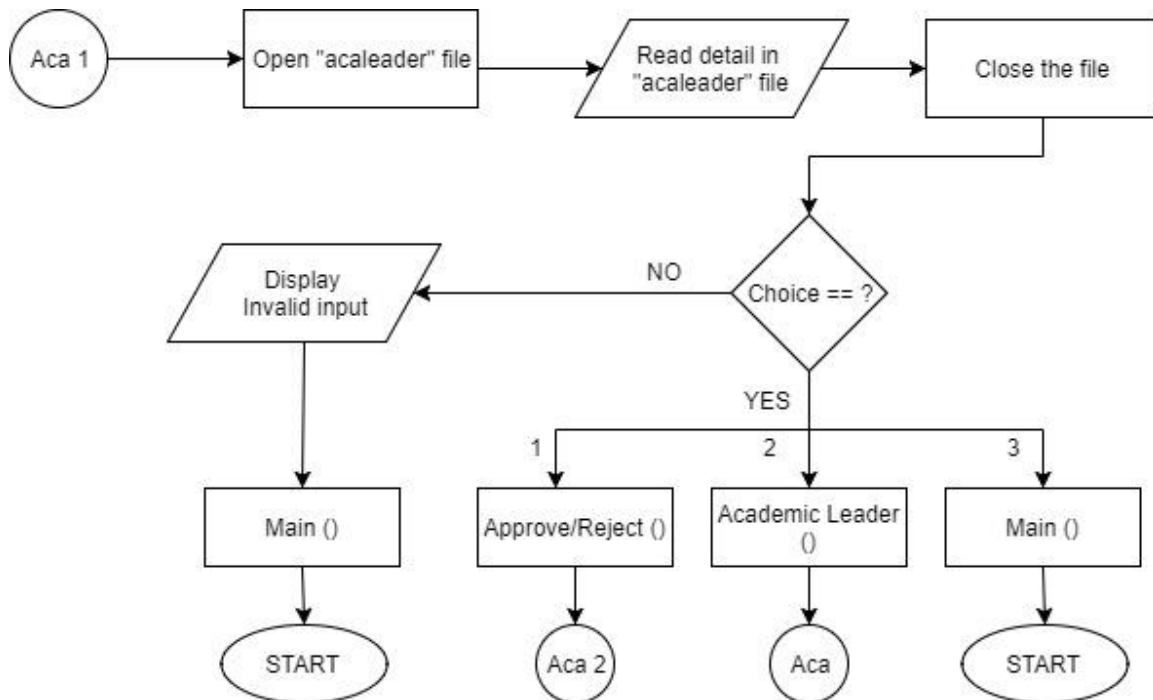 Aca 1
Open "acaleader" file
Read detail in
"acaleader" file
Close the file
Display
Invalid input
NO
Choice == ?
YES
1
2
3
Main ()
Approve/Reject ()
Academic Leader
()
Main ()
START
Aca 2
Aca
START